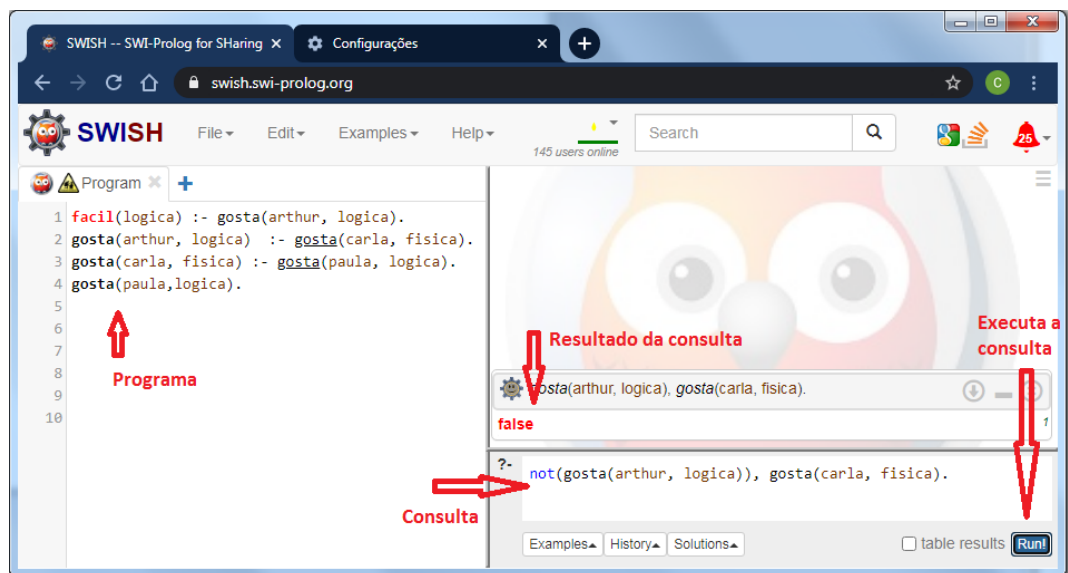 SWISH -- SWI-Prolog for SHaring
Configurações
swish.swi-prolog.org
C
SWISH
File
Edit
Examples
Help
145 users online
Search
8
25
Program
1 facil(logica) :- gosta(arthur, logica).
2 gosta(arthur, logica)  :- gosta(carla, fisica).
3 gosta(carla, fisica) :- gosta(paula, logica).
4 gosta(paula,logica).
5
6
7
8
9
10
Programa
Resultado da consulta
Executa a
consulta
gosta(arthur, logica), gosta(carla, fisica).
false
1
?- not(gosta(arthur, logica)), gosta(carla, fisica).
Consulta
Examples
History
Solutions
table results
Run!